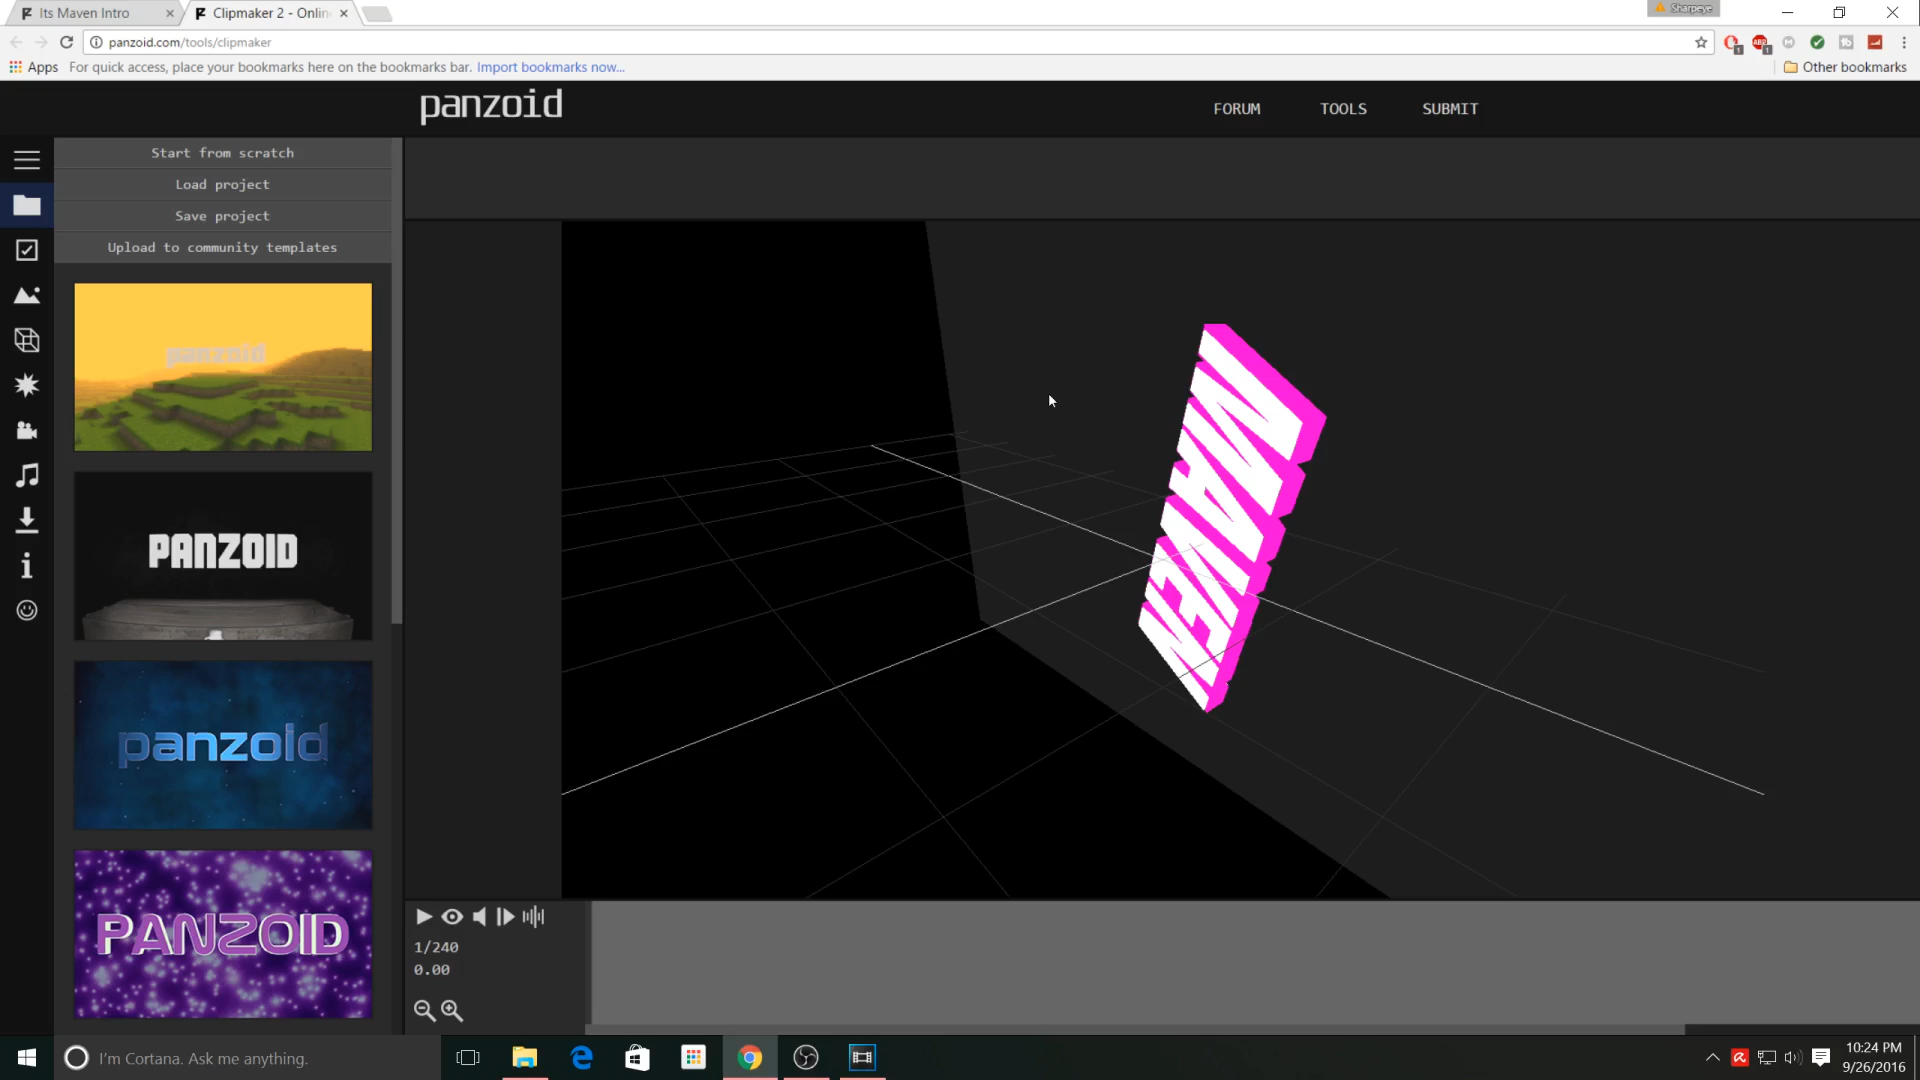 Its Maven Intro
Clipmaker 2 - Onlin
Sharpeye
panzoid.com/tools/clipmaker
Apps For quick access, place your bookmarks here on the bookmarks bar. Import bookmarks now... Other bookmarks
panzoid FORUM TOOLS SUBMIT
Start from scratch
Load project
Save project
Upload to community templates
panzoid
PANZOID
panzoid
PANZOID
MAVEN
1/240
0.00
I'm Cortana. Ask me anything.
10:24 PM
9/26/2016